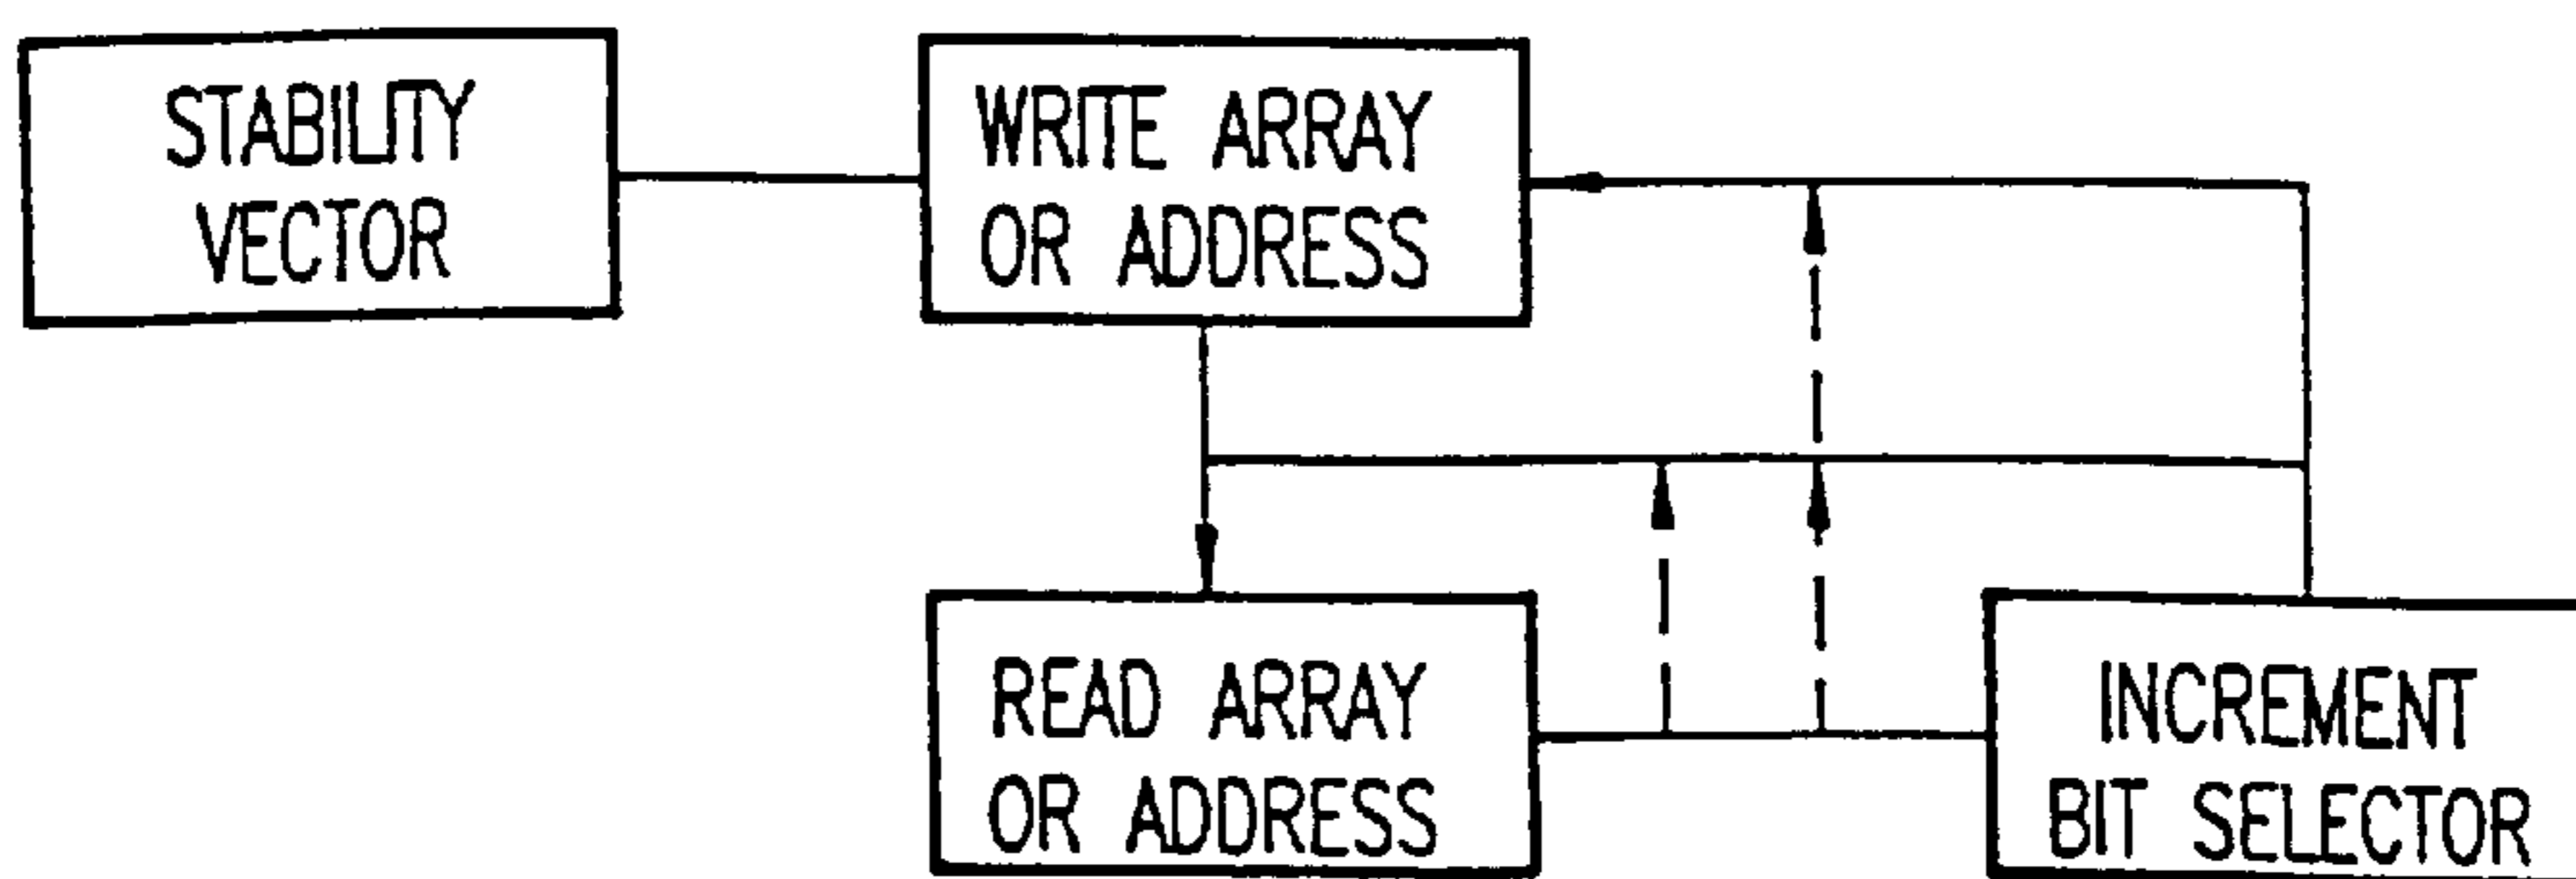 STABILITY
VECTOR
WRITE ARRAY
OR ADDRESS
READ ARRAY
OR ADDRESS
INCREMENT
BIT SELECTOR